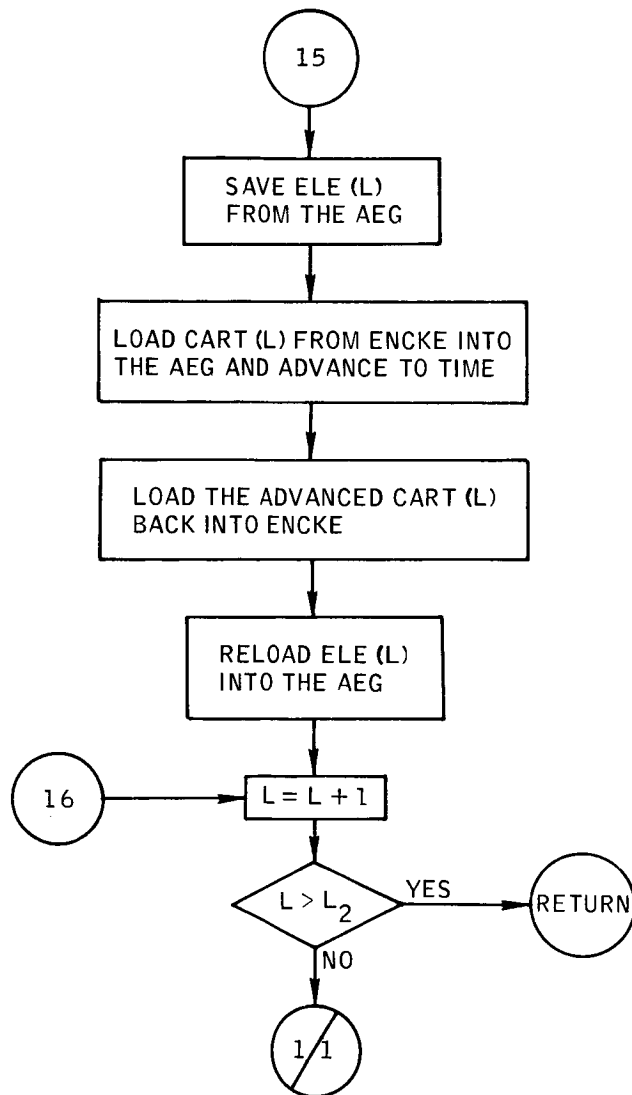 15
SAVE ELE (L)
FROM THE AEG
LOAD CART (L) FROM ENCKE INTO
THE AEG AND ADVANCE TO TIME
LOAD THE ADVANCED CART (L)
BACK INTO ENCKE
RELOAD ELE (L)
INTO THE AEG
16
L = L + 1
L > L₂
YES
RETURN
NO
1/1